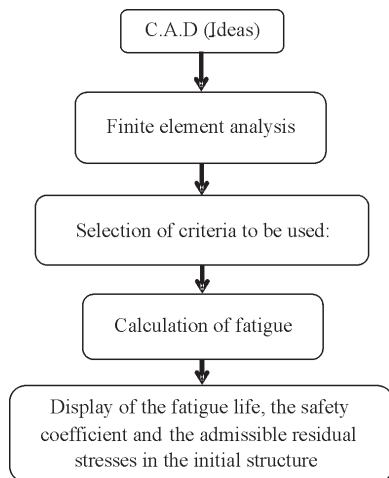 C.A.D (Ideas)
Finite element analysis
Selection of criteria to be used:
Calculation of fatigue
Display of the fatigue life, the safety
coefficient and the admissible residual
stresses in the initial structure